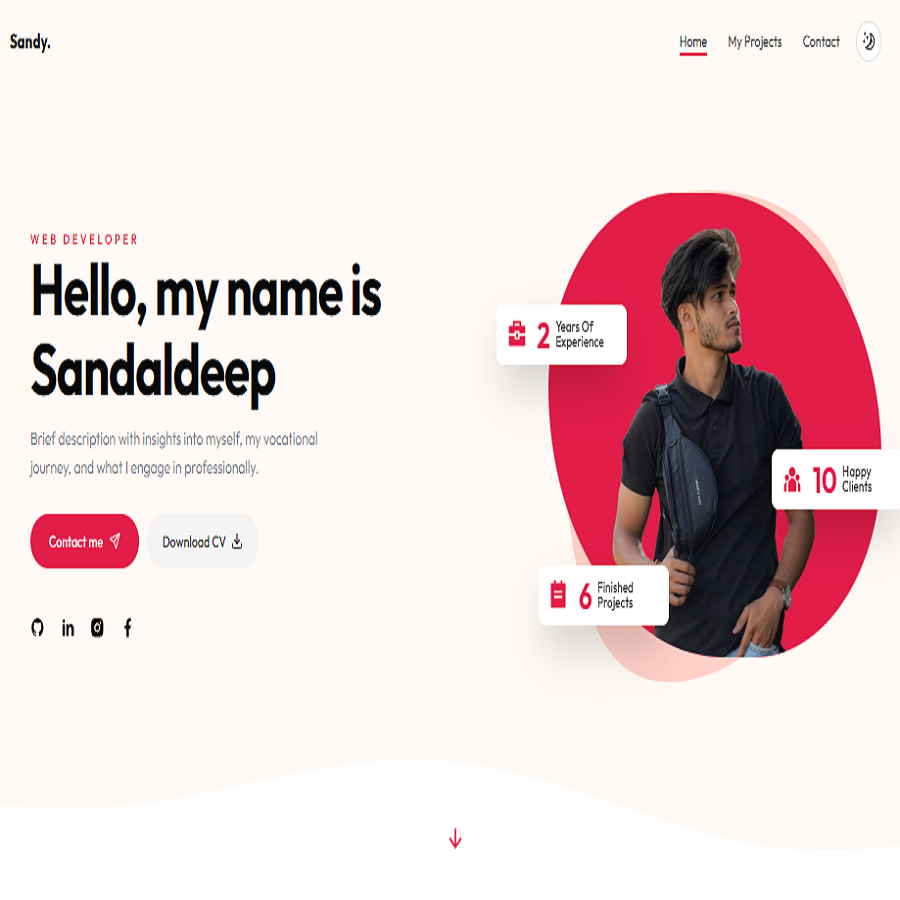 Sandy.
Home
My Projects
Contact
WEB DEVELOPER
Hello, my name is
Sandaldeep
Brief description with insights into myself, my vocational
journey, and what I engage in professionally.
Contact me
Download CV
in
2 Years Of
Experience
10 Happy
Clients
6 Finished
Projects